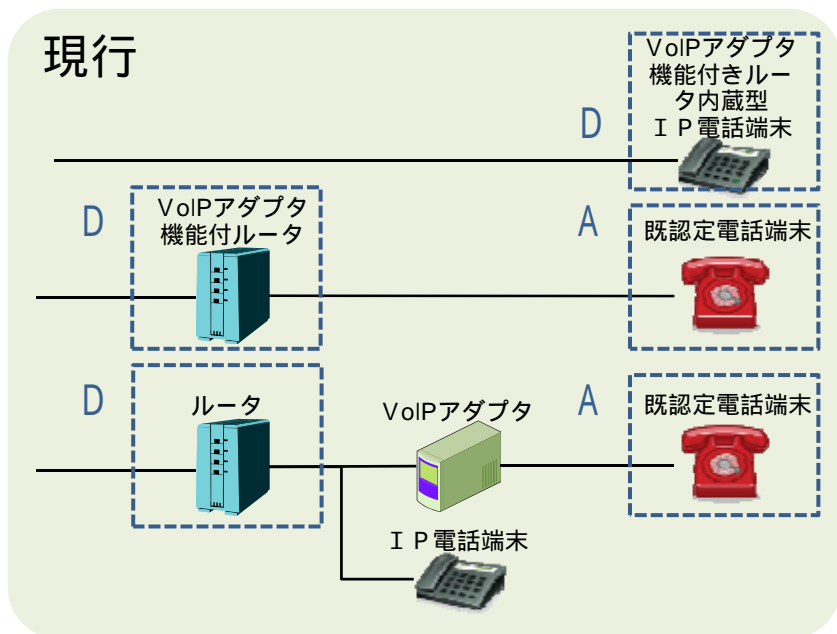 現行
VoIPアダプタ
機能付きルー
タ内蔵型
ＩＰ電話端末
D
D
VoIPアダプタ
機能付ルータ
A
既認定電話端末
D
ルータ
VoIPアダプタ
A
既認定電話端末
ＩＰ電話端末